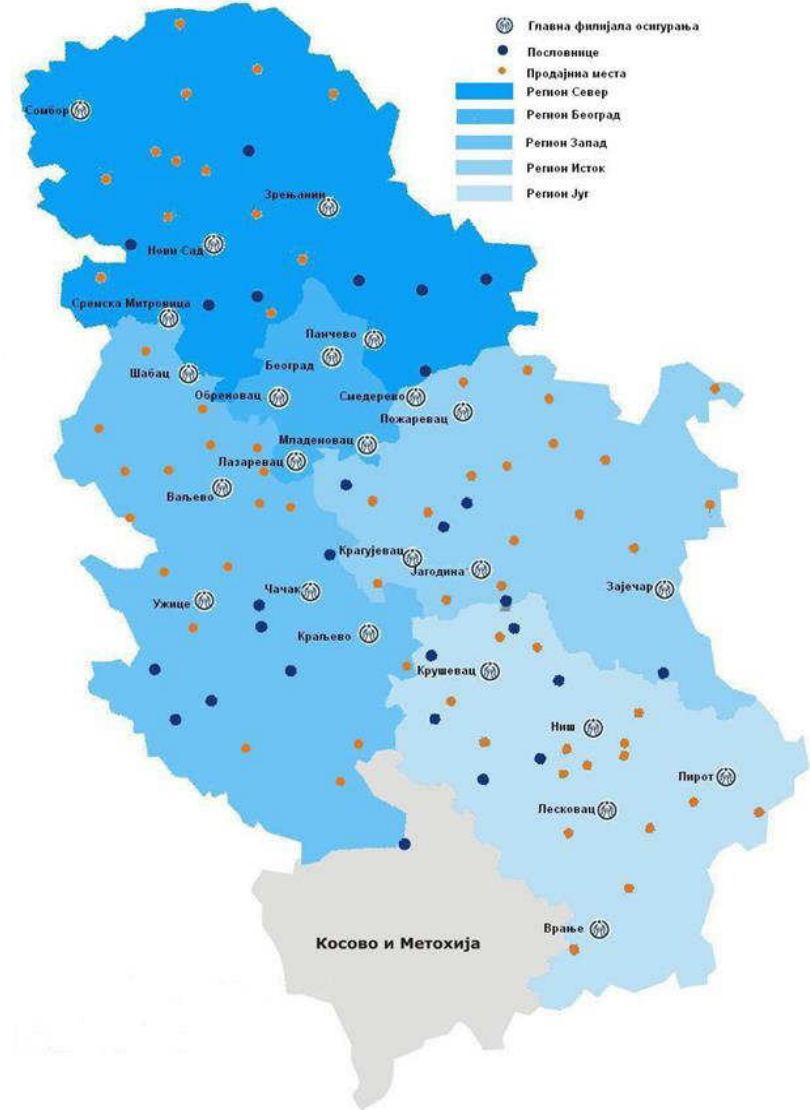 Главна филијала осигурања
Пословнице
Продајнна места
Регион Север
Регион Београд
Регион Запад
Регион Исток
Регион Југ
Сомбор
Зрењанин
Нови Сад
Сремска Митровица
Панчево
Београд
Шабац
Обреновац
Смедерево
Пожаревац
Младеновац
Лазаревац
Ваљево
Крагујевац
Јагодина
Зајечар
Чачак
Ужице
Краљево
Крушевац
Ниш
Пирот
Лесковац
Врање
Косово и Метохија